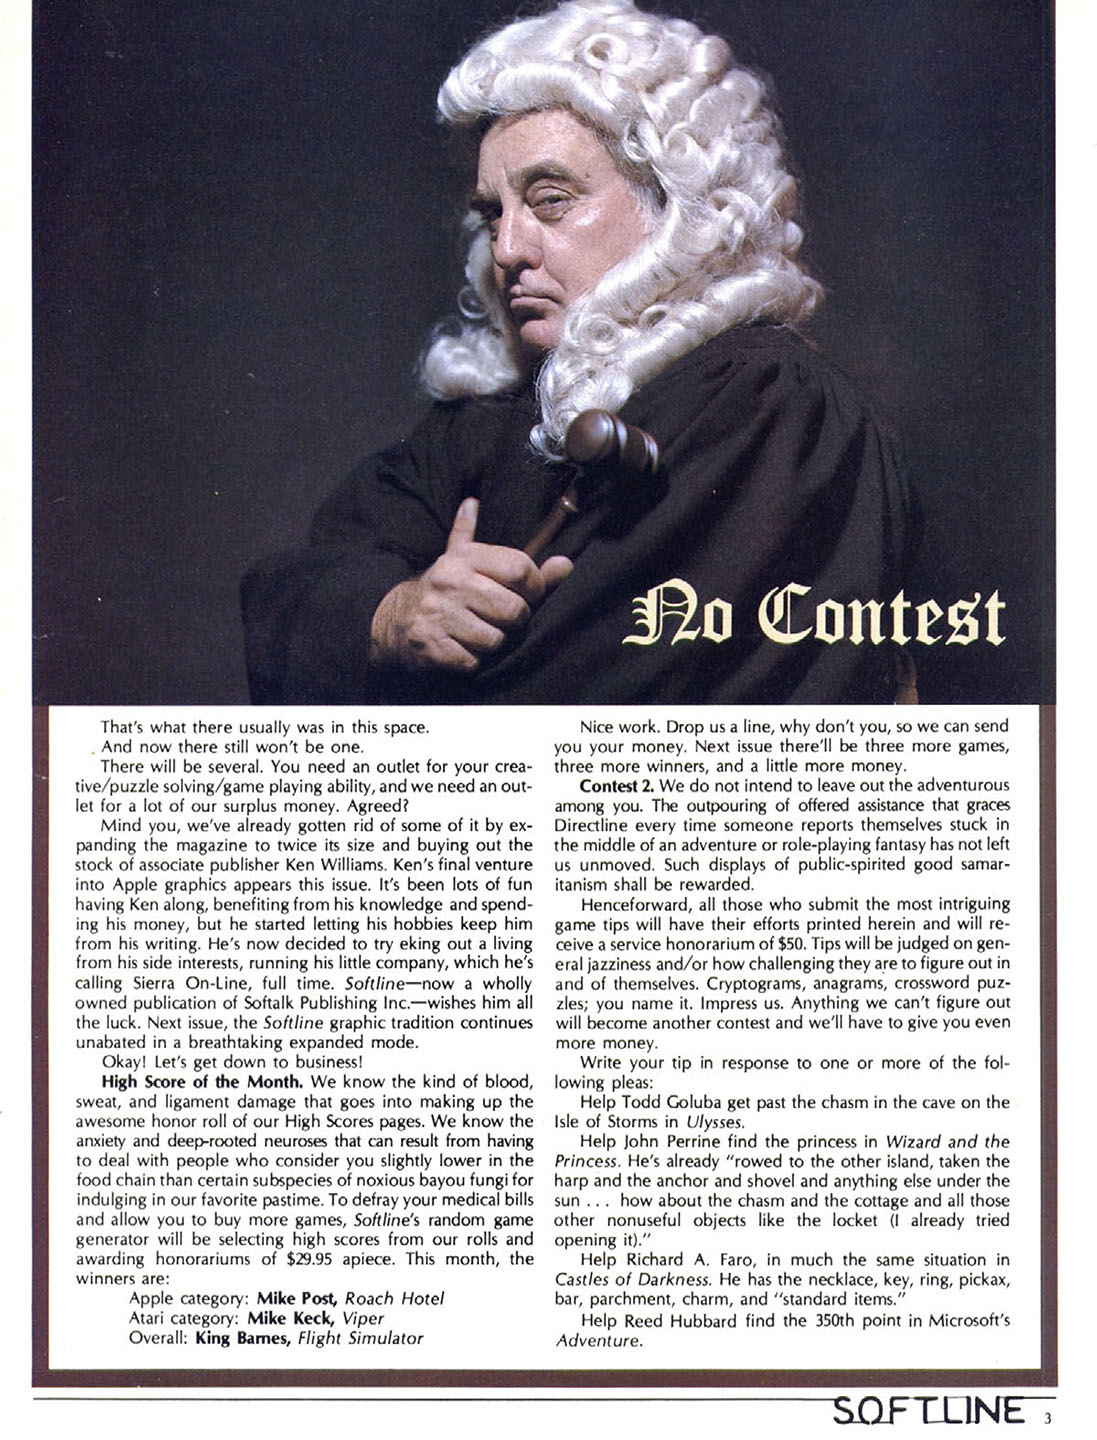 No Contest
That's what there usually was in this space.
And now there still won't be one.
There will be several. You need an outlet for your crea-
tive/puzzle solving/game playing ability, and we need an out-
let for a lot of our surplus money. Agreed?
Mind you, we've already gotten rid of some of it by ex-
panding the magazine to twice its size and buying out the
stock of associate publisher Ken Williams. Ken's final venture
into Apple graphics appears this issue. It's been lots of fun
having Ken along, benefiting from his knowledge and spend-
ing his money, but he started letting his hobbies keep him
from his writing. He's now decided to try eking out a living
from his side interests, running his little company, which he's
calling Sierra On-Line, full time. Softline—now a wholly
owned publication of Softalk Publishing Inc.—wishes him all
the luck. Next issue, the Softline graphic tradition continues
unabated in a breathtaking expanded mode.
Okay! Let's get down to business!
High Score of the Month. We know the kind of blood,
sweat, and ligament damage that goes into making up the
awesome honor roll of our High Scores pages. We know the
anxiety and deep-rooted neuroses that can result from having
to deal with people who consider you slightly lower in the
food chain than certain subspecies of noxious bayou fungi for
indulging in our favorite pastime. To defray your medical bills
and allow you to buy more games, Softline's random game
generator will be selecting high scores from our rolls and
awarding honorariums of $29.95 apiece. This month, the
winners are:
Apple category: Mike Post, Roach Hotel
Atari category: Mike Keck, Viper
Overall: King Barnes, Flight Simulator
Nice work. Drop us a line, why don't you, so we can send
you your money. Next issue there'll be three more games,
three more winners, and a little more money.
Contest 2. We do not intend to leave out the adventurous
among you. The outpouring of offered assistance that graces
Directline every time someone reports themselves stuck in
the middle of an adventure or role-playing fantasy has not left
us unmoved. Such displays of public-spirited good samar-
itanism shall be rewarded.
Henceforward, all those who submit the most intriguing
game tips will have their efforts printed herein and will re-
ceive a service honorarium of $50. Tips will be judged on gen-
eral jazziness and/or how challenging they are to figure out in
and of themselves. Cryptograms, anagrams, crossword puz-
zles; you name it. Impress us. Anything we can't figure out
will become another contest and we'll have to give you even
more money.
Write your tip in response to one or more of the fol-
lowing pleas:
Help Todd Goluba get past the chasm in the cave on the
Isle of Storms in Ulysses.
Help John Perrine find the princess in Wizard and the
Princess. He's already "rowed to the other island, taken the
harp and the anchor and shovel and anything else under the
sun . . . how about the chasm and the cottage and all those
other nonuseful objects like the locket (I already tried
opening it)."
Help Richard A. Faro, in much the same situation in
Castles of Darkness. He has the necklace, key, ring, pickax,
bar, parchment, charm, and "standard items."
Help Reed Hubbard find the 350th point in Microsoft's
Adventure.
SOFTLINE 3